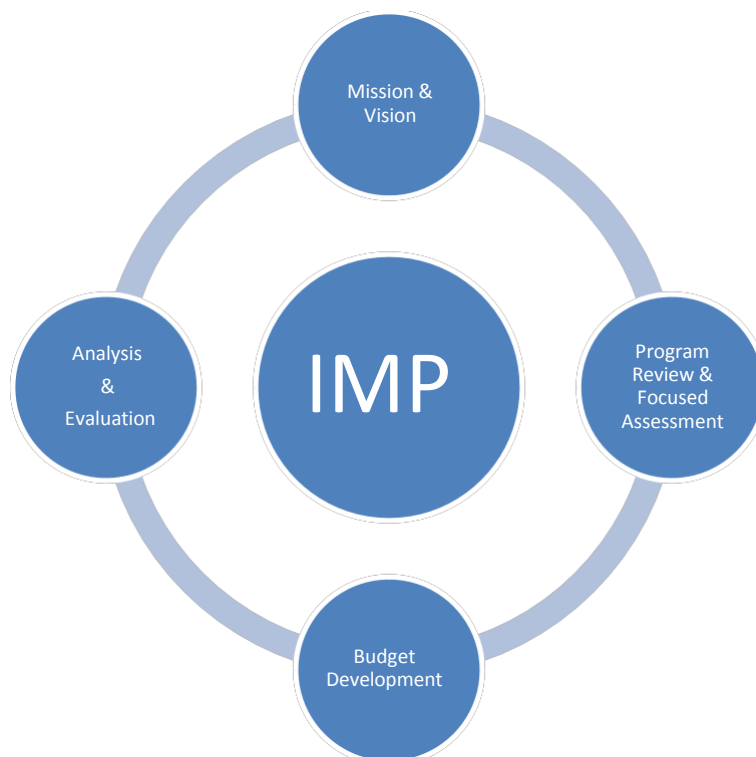 Mission &
Vision
Analysis
&
Evaluation
IMP
Program
Review &
Focused
Assessment
Budget
Development